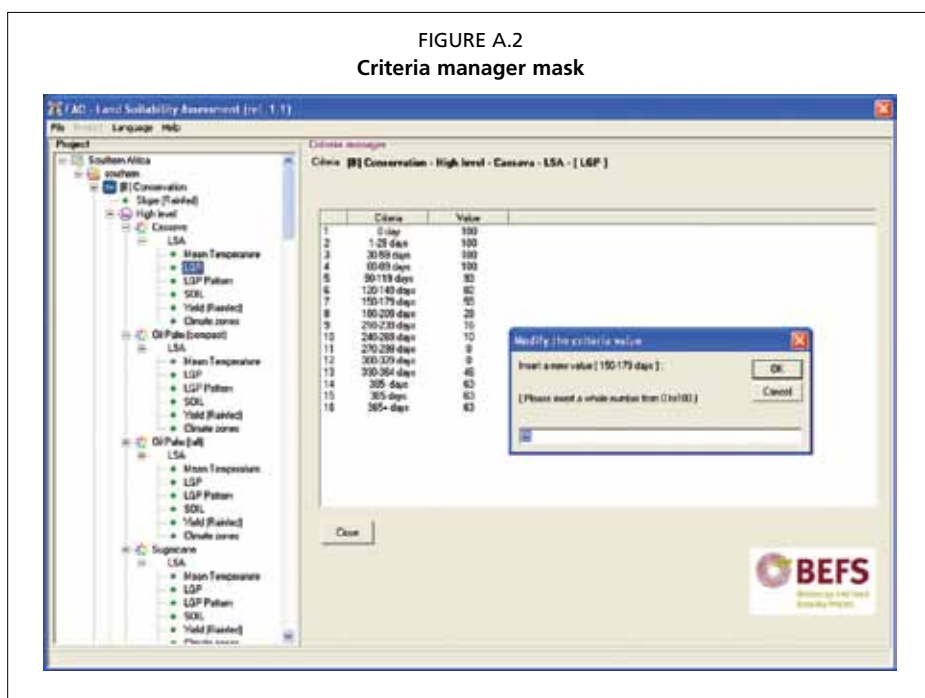 FIGURE A.2
Criteria manager mask
FAO - Land Suitability Assessment (rel. 1.1)
File Project Language Help
Project
Southern Africa
southern
[B] Conservation
Slope (Rainfed)
High level
Cassava
LSA
Mean Temperature
LGP
LGP Pattern
SOIL
Yield (Rainfed)
Climate zones
Oil Palm (compact)
LSA
Mean Temperature
LGP
LGP Pattern
SOIL
Yield (Rainfed)
Climate zones
Oil Palm (tall)
LSA
Mean Temperature
LGP
LGP Pattern
SOIL
Yield (Rainfed)
Climate zones
Sugarcane
LSA
Mean Temperature
LGP
LGP Pattern
SOIL
Yield (Rainfed)
Climate zones
Criteria manager
Criteria [B] Conservation - High level - Cassava - LSA - [ LGP ]
Criteria Value
1 0 day 100
2 1-29 days 100
3 30-59 days 100
4 60-89 days 100
5 90-119 days 93
6 120-149 days 82
7 150-179 days 55
8 180-209 days 28
9 210-239 days
10 240-269 days 10
11 270-299 days
12 300-329 days
13 330-364 days 46
14 365- days 63
15 365 days 63
16 365+ days 63
Close
Modify the criteria value
Insert a new value [ 150-179 days ] :
( Please insert a whole number from 0 to 100 )
OK
Cancel
BEFS
Bioenergy and Food
Security Project